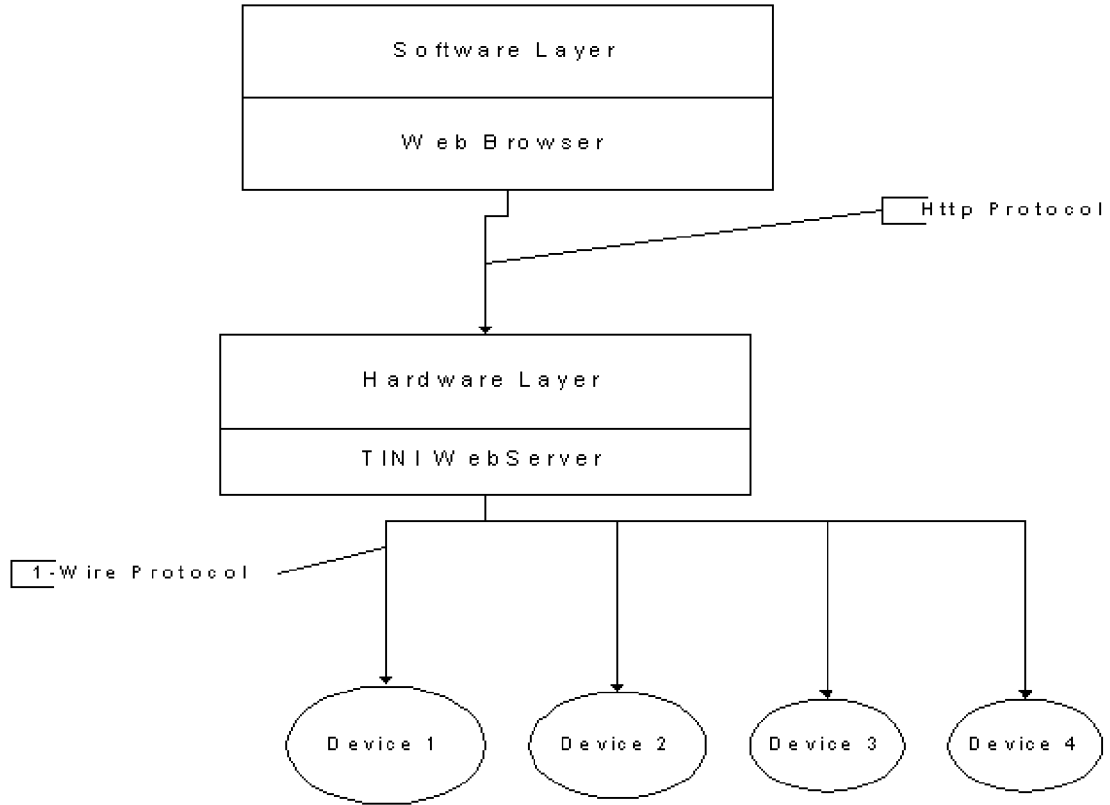 Software Layer
Web Browser
Http Protocol
Hardware Layer
TINI WebServer
1-Wire Protocol
Device 1
Device 2
Device 3
Device 4